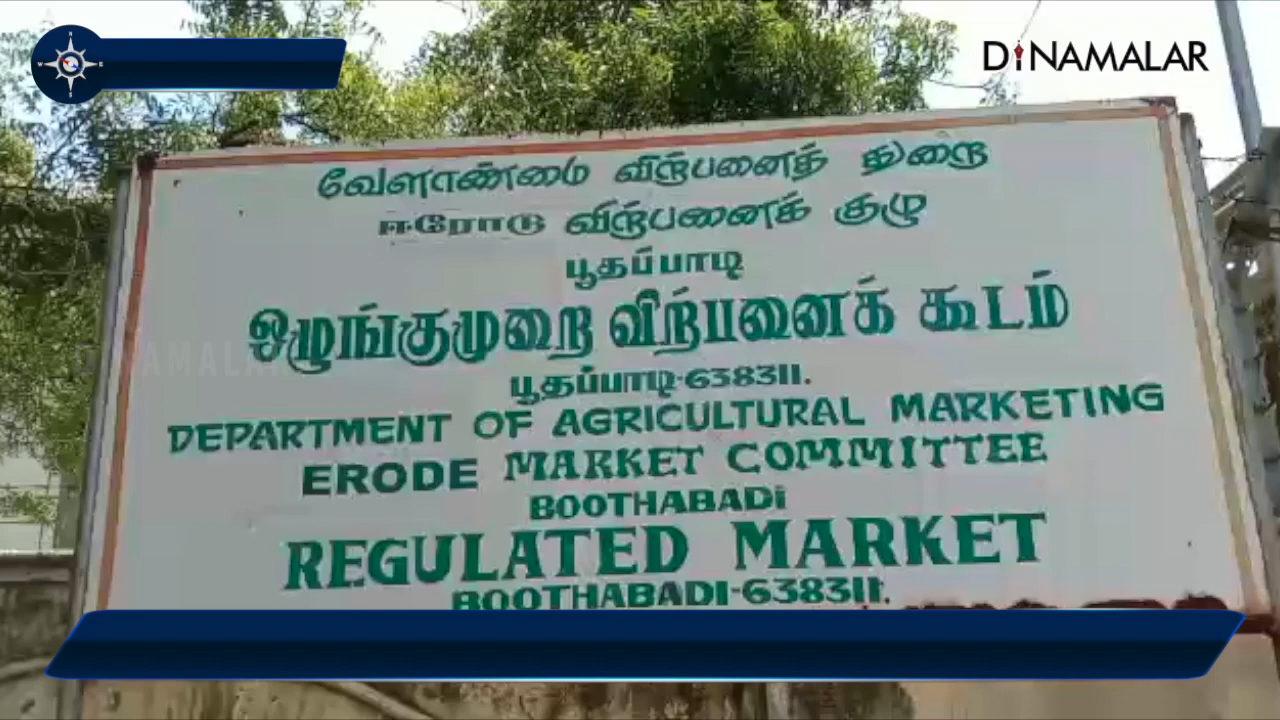 DINAMALAR
வேளாண்மை விற்பனைத் துறை
ஈரோடு விற்பனைக் குழு
பூதப்பாடி
ஒழுங்குமுறை விற்பனைக் கூடம்
DINAMALAR
பூதப்பாடி-638311.
DEPARTMENT OF AGRICULTURAL MARKETING
ERODE MARKET COMMITTEE
BOOTHABADi
REGULATED MARKET
BOOTHABADI-638311.